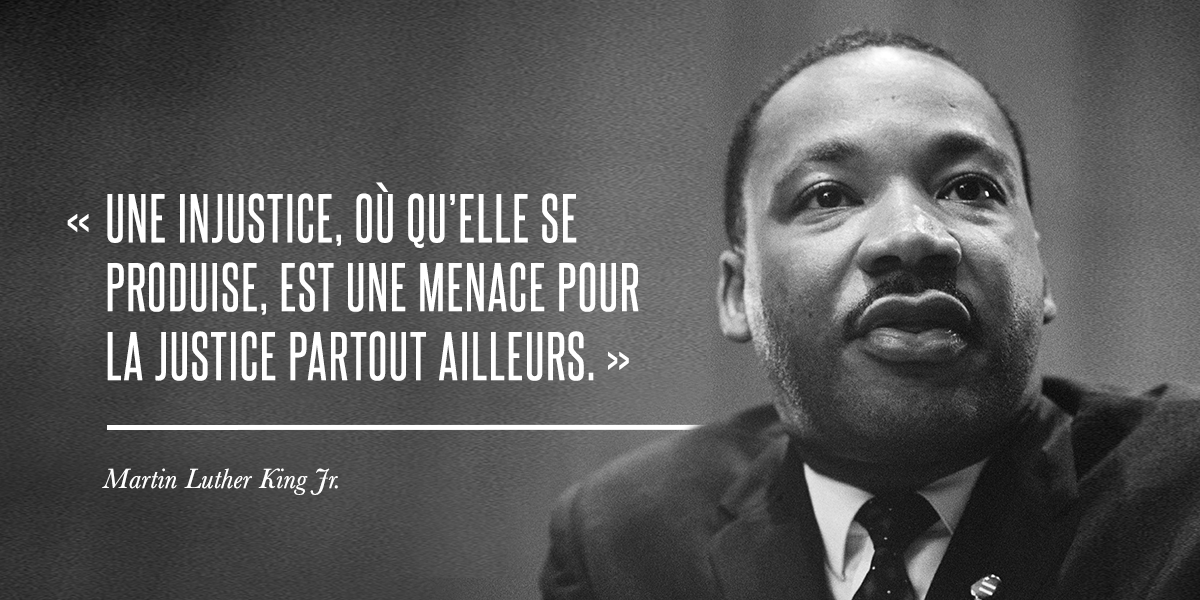 « UNE INJUSTICE, OÙ QU’ELLE SE
PRODUISE, EST UNE MENACE POUR
LA JUSTICE PARTOUT AILLEURS. »
Martin Luther King Jr.